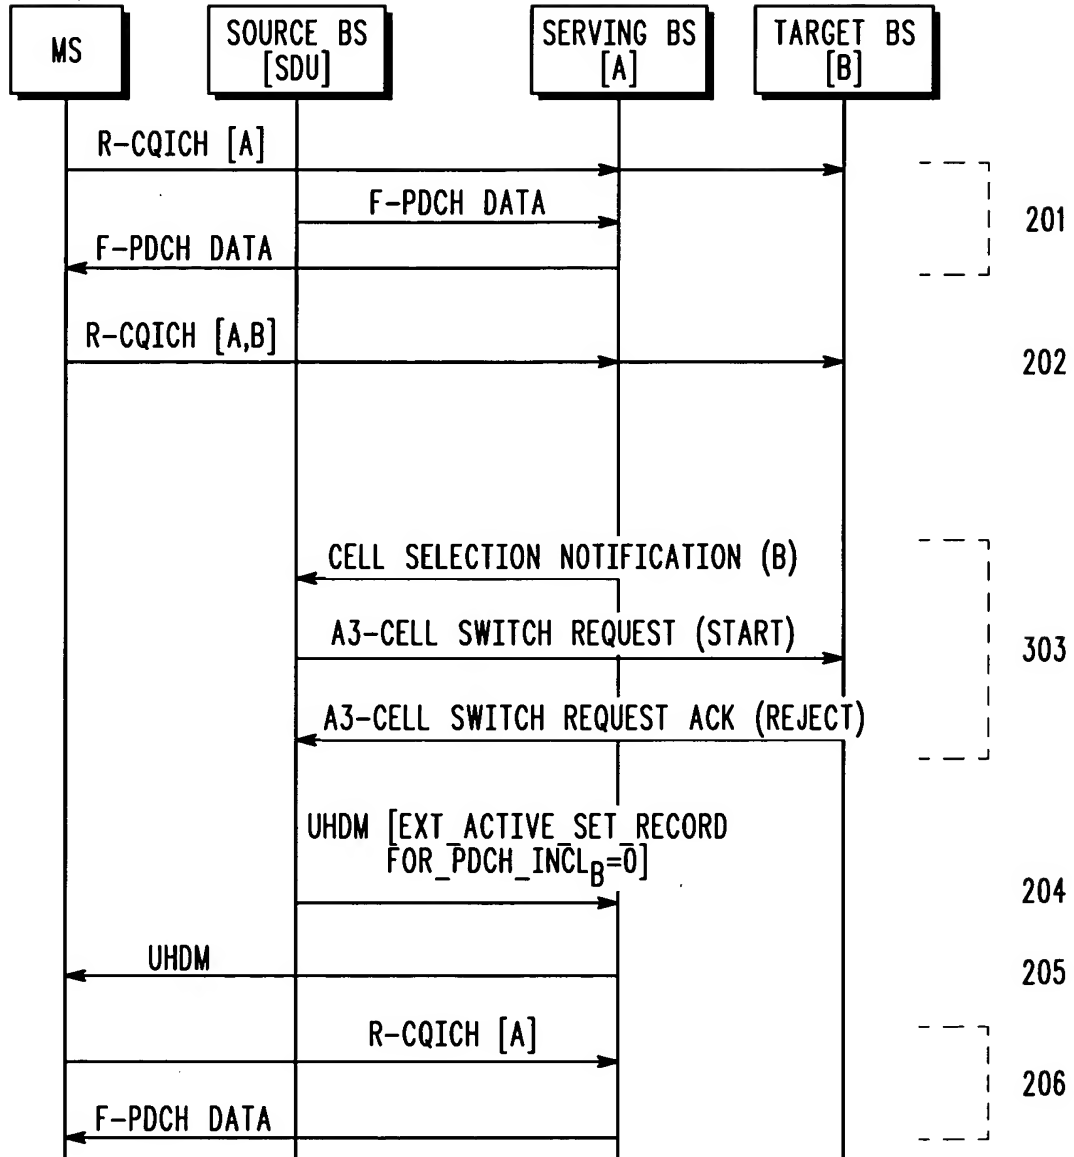 MS
SOURCE BS
[SDU]
SERVING BS
[A]
TARGET BS
[B]
R-CQICH [A]
F-PDCH DATA
201
F-PDCH DATA
R-CQICH [A,B]
202
CELL SELECTION NOTIFICATION (B)
A3-CELL SWITCH REQUEST (START)
303
A3-CELL SWITCH REQUEST ACK (REJECT)
UHDM [EXT_ACTIVE_SET_RECORD
FOR_PDCH_INCLB=0]
204
UHDM
205
R-CQICH [A]
206
F-PDCH DATA